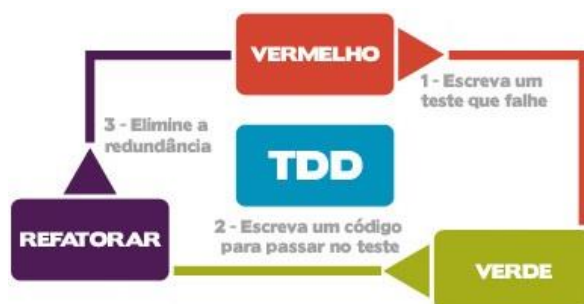 VERMELHO
1 - Escreva um
teste que falhe
3 - Elimine a
redundância
TDD
2 - Escreva um código
para passar no teste
REFATORAR
VERDE